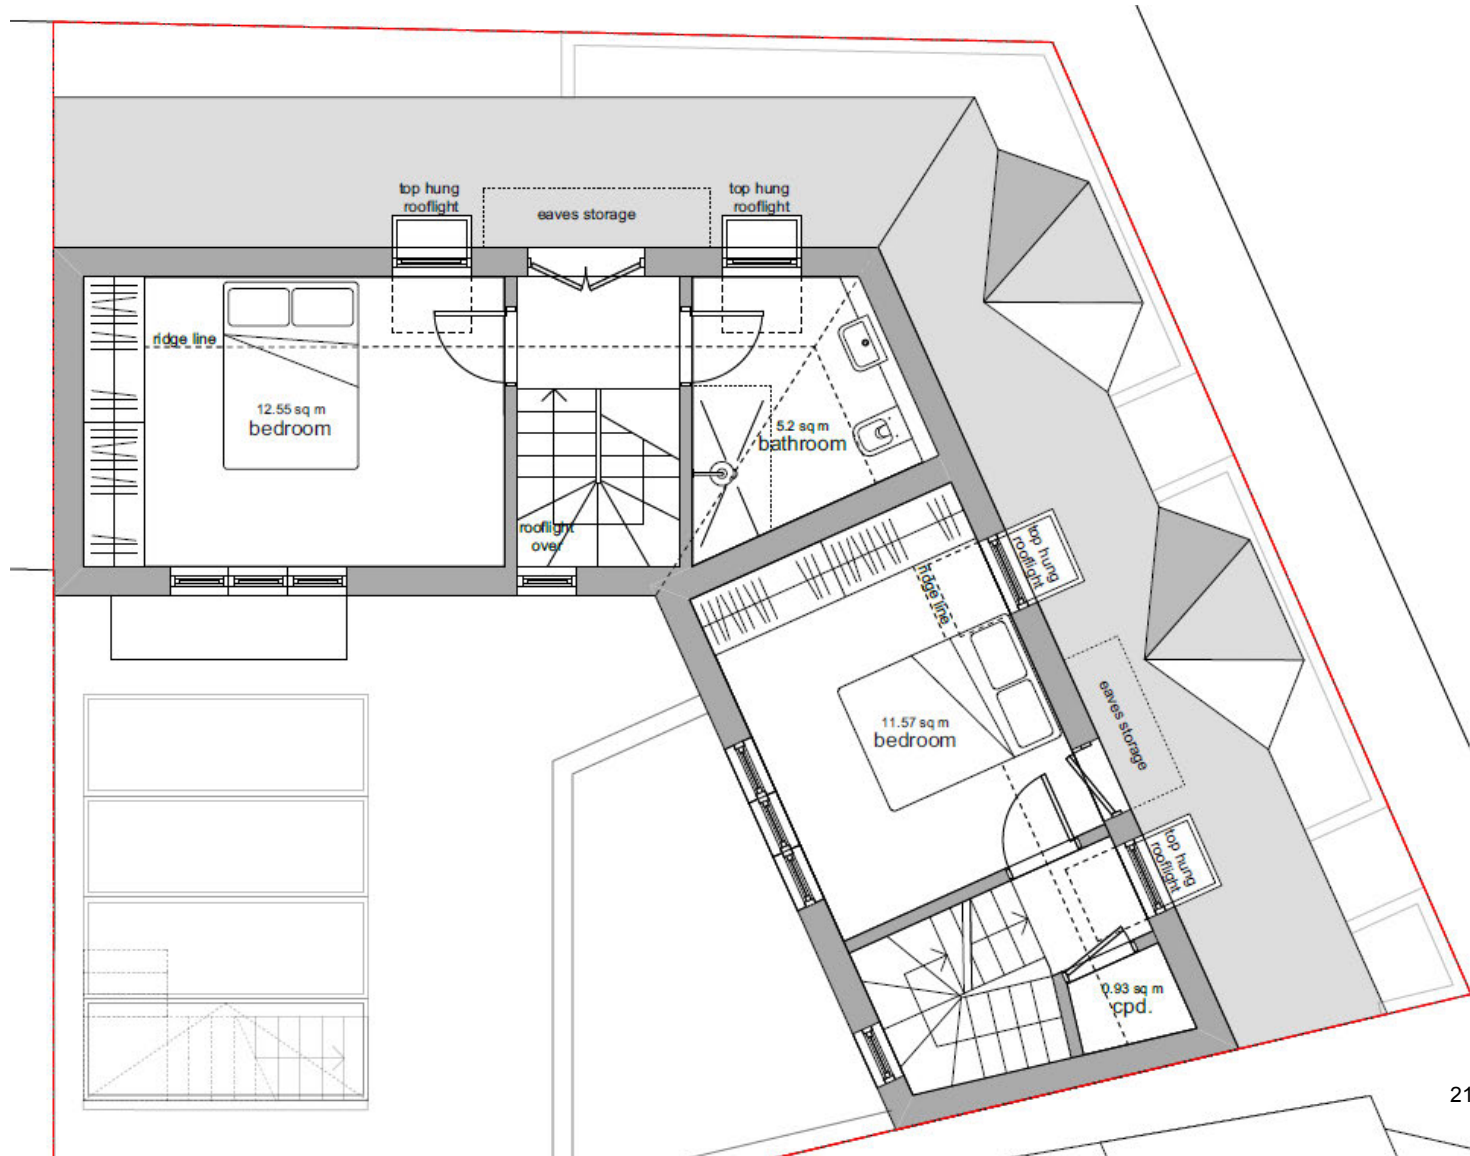 top hung
rooflight
eaves storage
top hung
rooflight
ridge line
12.55 sq m
bedroom
5.2 sq m
bathroom
rooflight
over
top hung
rooflight
ridge line
eaves storage
11.57 sq m
bedroom
top hung
rooflight
0.93 sq m
cpd.
21